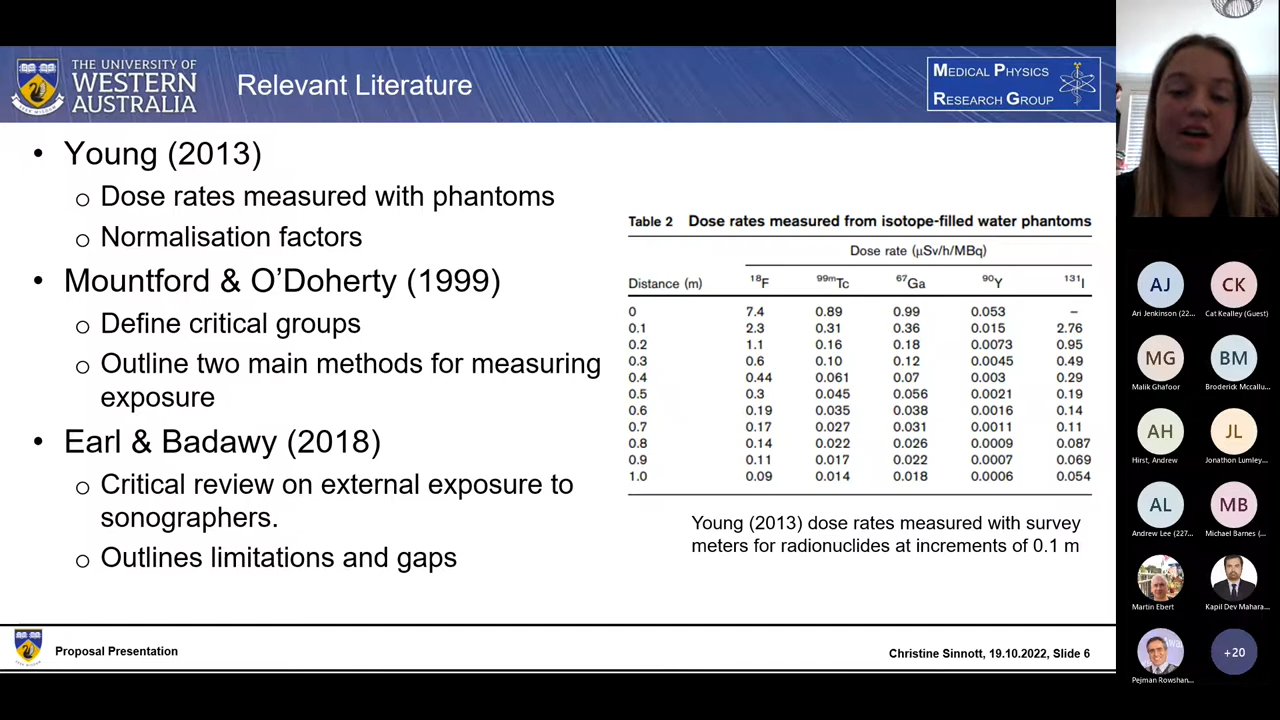 THE UNIVERSITY OF
WESTERN
AUSTRALIA
Relevant Literature
MEDICAL PHYSICS
RESEARCH GROUP
• Young (2013)
o Dose rates measured with phantoms
o Normalisation factors
• Mountford & O’Doherty (1999)
o Define critical groups
o Outline two main methods for measuring
exposure
• Earl & Badawy (2018)
o Critical review on external exposure to
sonographers.
o Outlines limitations and gaps
Table 2 Dose rates measured from isotope-filled water phantoms
Dose rate (μSv/h/MBq)
Distance (m) 18F 99mTc 67Ga 90Y 131I
0 7.4 0.89 0.99 0.053 –
0.1 2.3 0.31 0.36 0.015 2.76
0.2 1.1 0.16 0.18 0.0073 0.95
0.3 0.6 0.10 0.12 0.0045 0.49
0.4 0.44 0.061 0.07 0.003 0.29
0.5 0.3 0.045 0.056 0.0021 0.19
0.6 0.19 0.035 0.038 0.0016 0.14
0.7 0.17 0.027 0.031 0.0011 0.11
0.8 0.14 0.022 0.026 0.0009 0.087
0.9 0.11 0.017 0.022 0.0007 0.069
1.0 0.09 0.014 0.018 0.0006 0.054
Young (2013) dose rates measured with survey
meters for radionuclides at increments of 0.1 m
Proposal Presentation
Christine Sinnott, 19.10.2022, Slide 6
AJ CK
Ari Jenkinson (22... Cat Kealley (Guest)
MG BM
Malik Ghafoor Broderick Mccallu...
AH JL
Hirst, Andrew Jonathon Lumley...
AL MB
Andrew Lee (227... Michael Barnes (...
Martin Ebert Kapil Dev Mahara...
+20
Pejman Rowshan...